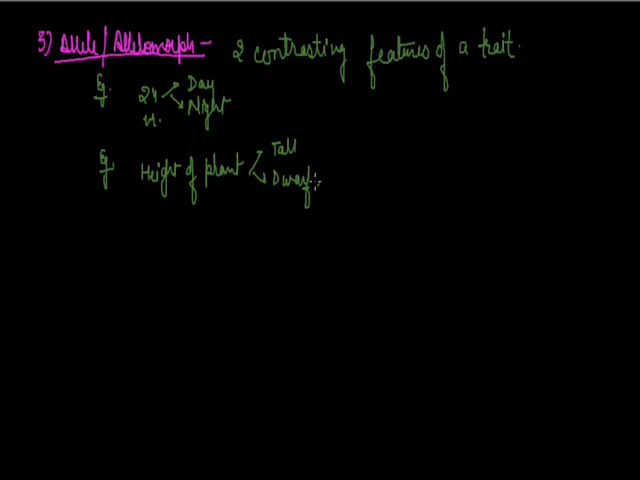 3) Allele/Allelomorph - 2 contrasting features of a trait.
Eg. 24 H. Day
Night
Eg. Height of plant Tall
Dwarf